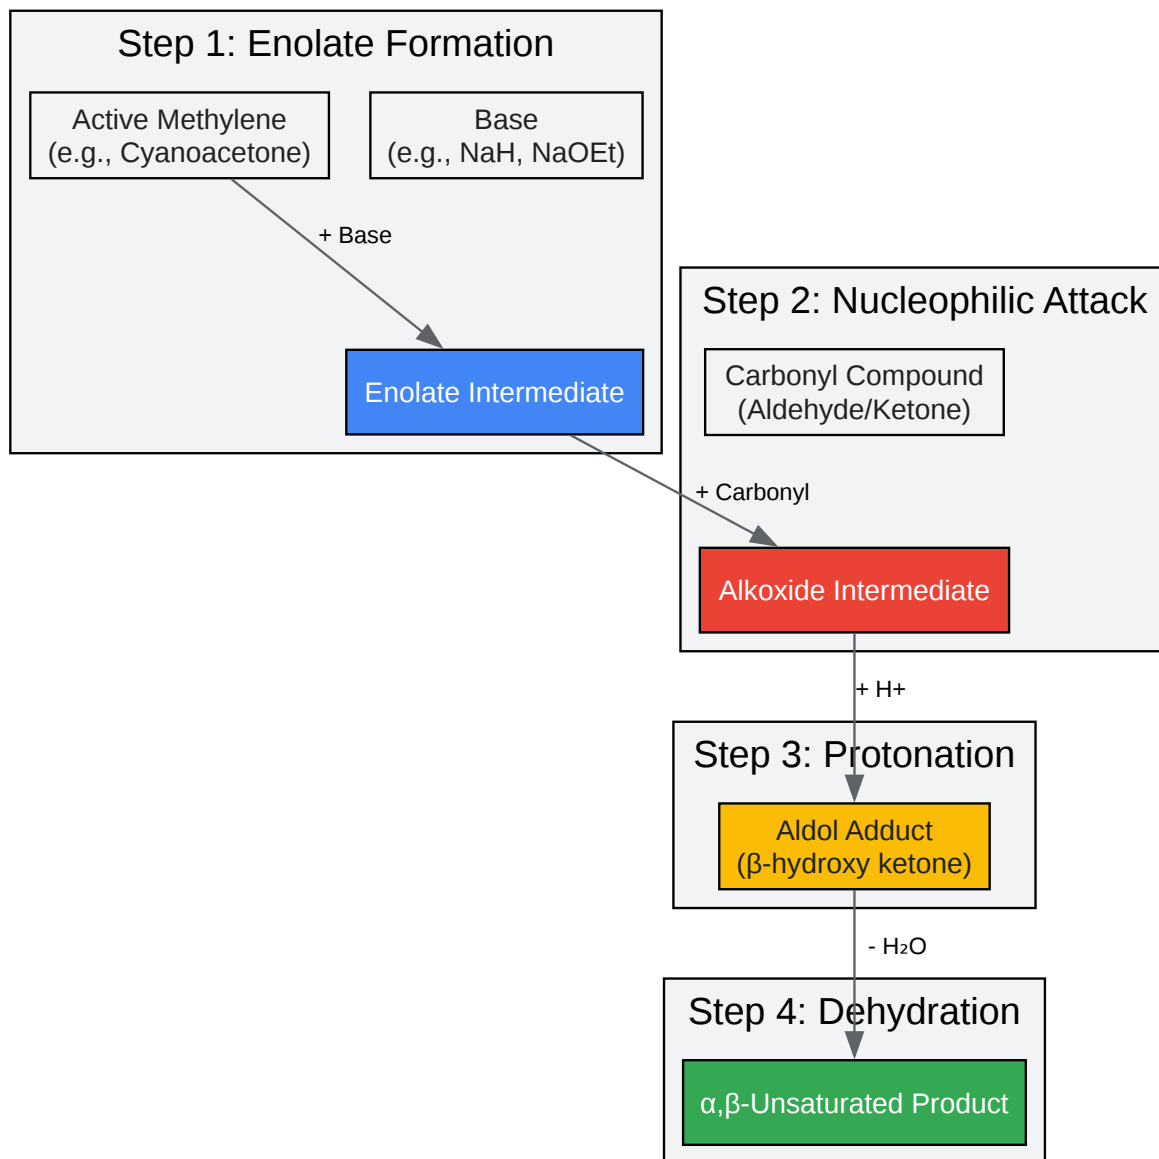 Step 1: Enolate Formation
Active Methylene
(e.g., Cyanoacetone)
Base
(e.g., NaH, NaOEt)
+ Base
Enolate Intermediate
Step 2: Nucleophilic Attack
Carbonyl Compound
(Aldehyde/Ketone)
+ Carbonyl
Alkoxide Intermediate
+ H+
Step 3: Protonation
Aldol Adduct
(β-hydroxy ketone)
- H₂O
Step 4: Dehydration
α,β-Unsaturated Product